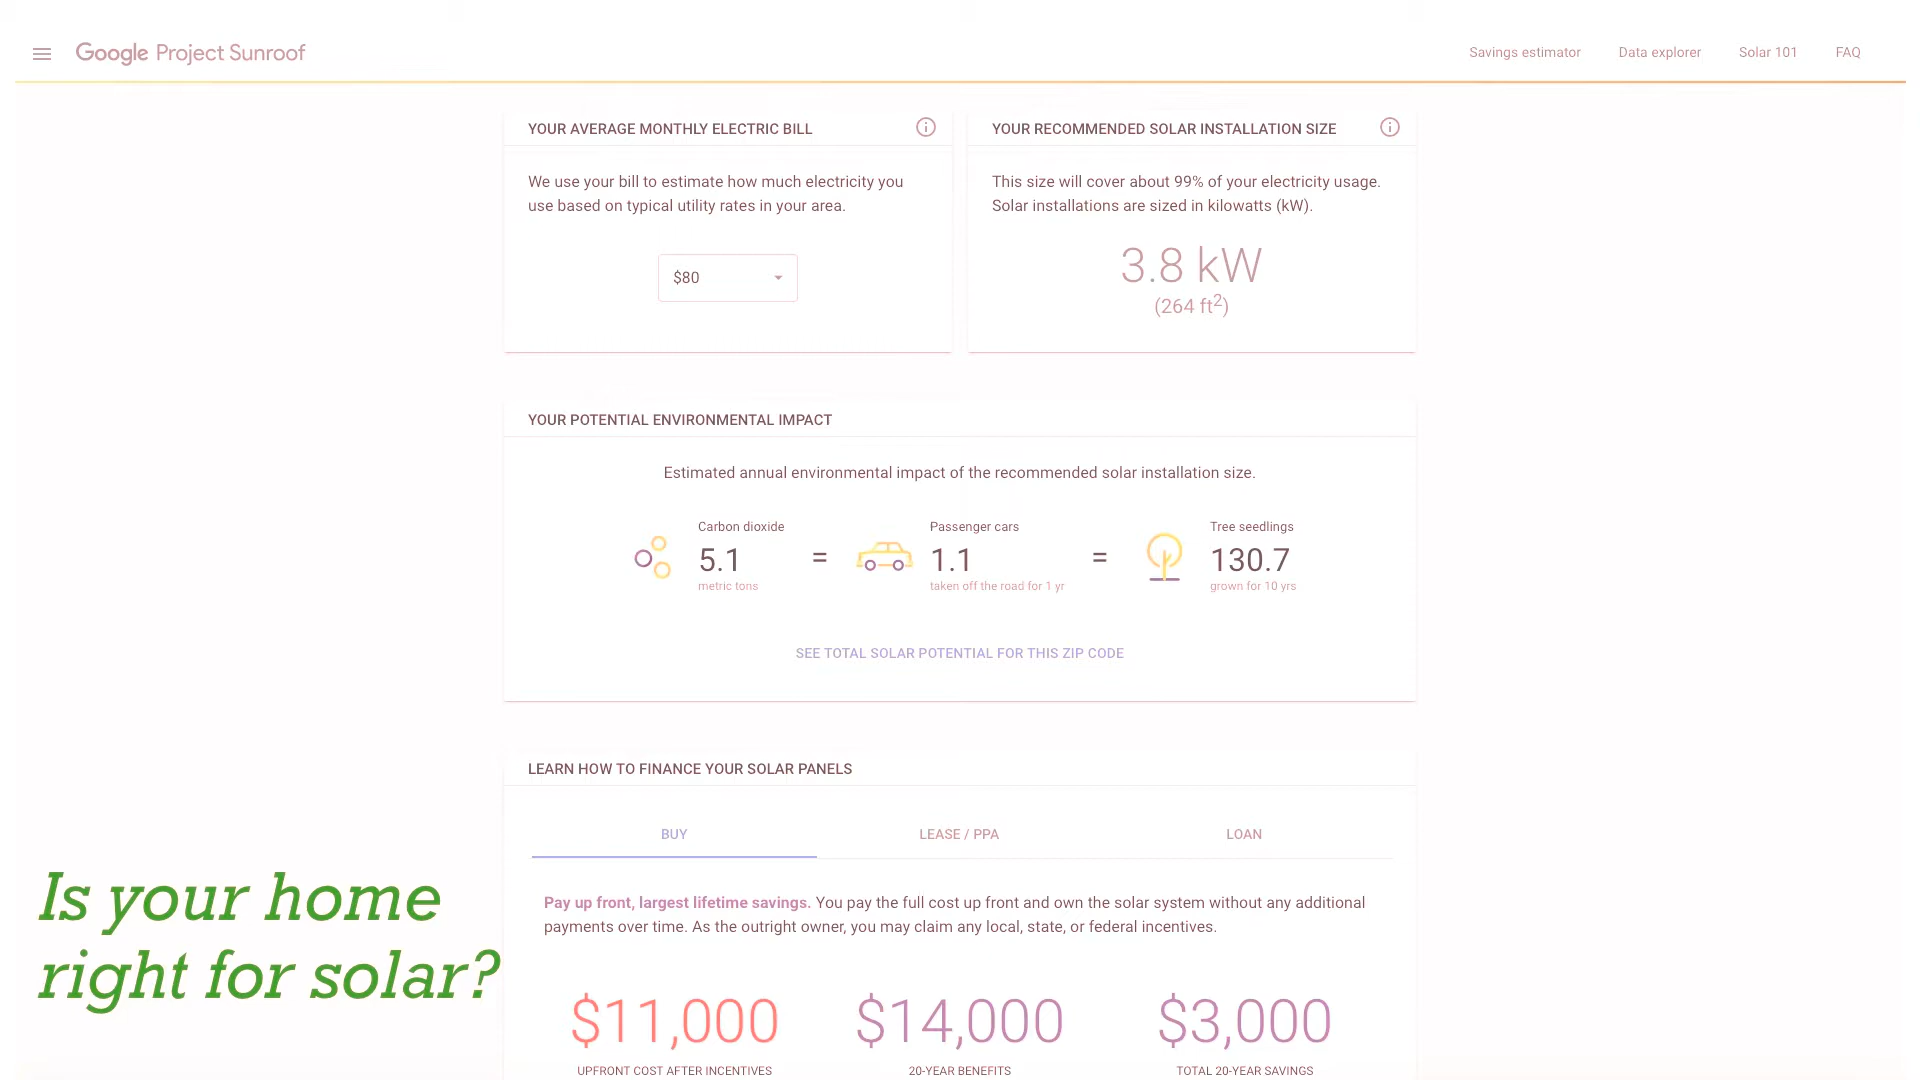 Google Project Sunroof
Savings estimator
Data explorer
Solar 101
FAQ
YOUR AVERAGE MONTHLY ELECTRIC BILL
We use your bill to estimate how much electricity you
use based on typical utility rates in your area.
$80
YOUR RECOMMENDED SOLAR INSTALLATION SIZE
This size will cover about 99% of your electricity usage.
Solar installations are sized in kilowatts (kW).
3.8 kW
(264 ft²)
YOUR POTENTIAL ENVIRONMENTAL IMPACT
Estimated annual environmental impact of the recommended solar installation size.
Carbon dioxide
5.1
metric tons
=
Passenger cars
1.1
taken off the road for 1 yr
=
Tree seedlings
130.7
grown for 10 yrs
SEE TOTAL SOLAR POTENTIAL FOR THIS ZIP CODE
LEARN HOW TO FINANCE YOUR SOLAR PANELS
BUY
LEASE / PPA
LOAN
Pay up front, largest lifetime savings. You pay the full cost up front and own the solar system without any additional
payments over time. As the outright owner, you may claim any local, state, or federal incentives.
$11,000
UPFRONT COST AFTER INCENTIVES
$14,000
20-YEAR BENEFITS
$3,000
TOTAL 20-YEAR SAVINGS
Is your home
right for solar?